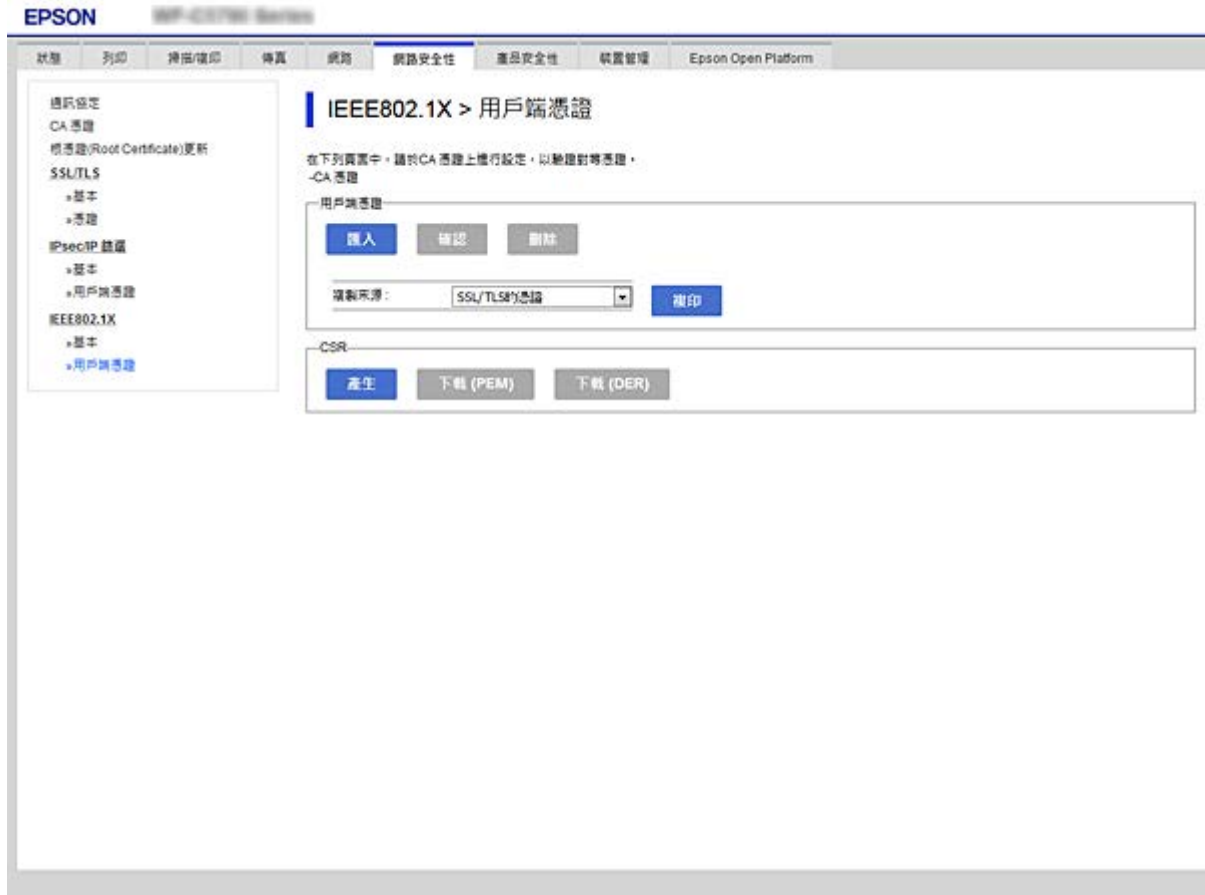 EPSON
狀態 列印 掃描/複印 傳真 網路 網路安全性 產品安全性 裝置管理 Epson Open Platform
通訊協定
CA 憑證
根憑證(Root Certificate)更新
SSL/TLS
»基本
»憑證
IPsec/IP 篩選
»基本
»用戶端憑證
IEEE802.1X
»基本
»用戶端憑證
IEEE802.1X > 用戶端憑證
在下列頁面中，請於CA 憑證上進行設定，以驗證對等憑證。
-CA 憑證
用戶端憑證
匯入 確認 刪除
複製來源 : SSL/TLS的憑證 複印
CSR
產生 下載 (PEM) 下載 (DER)